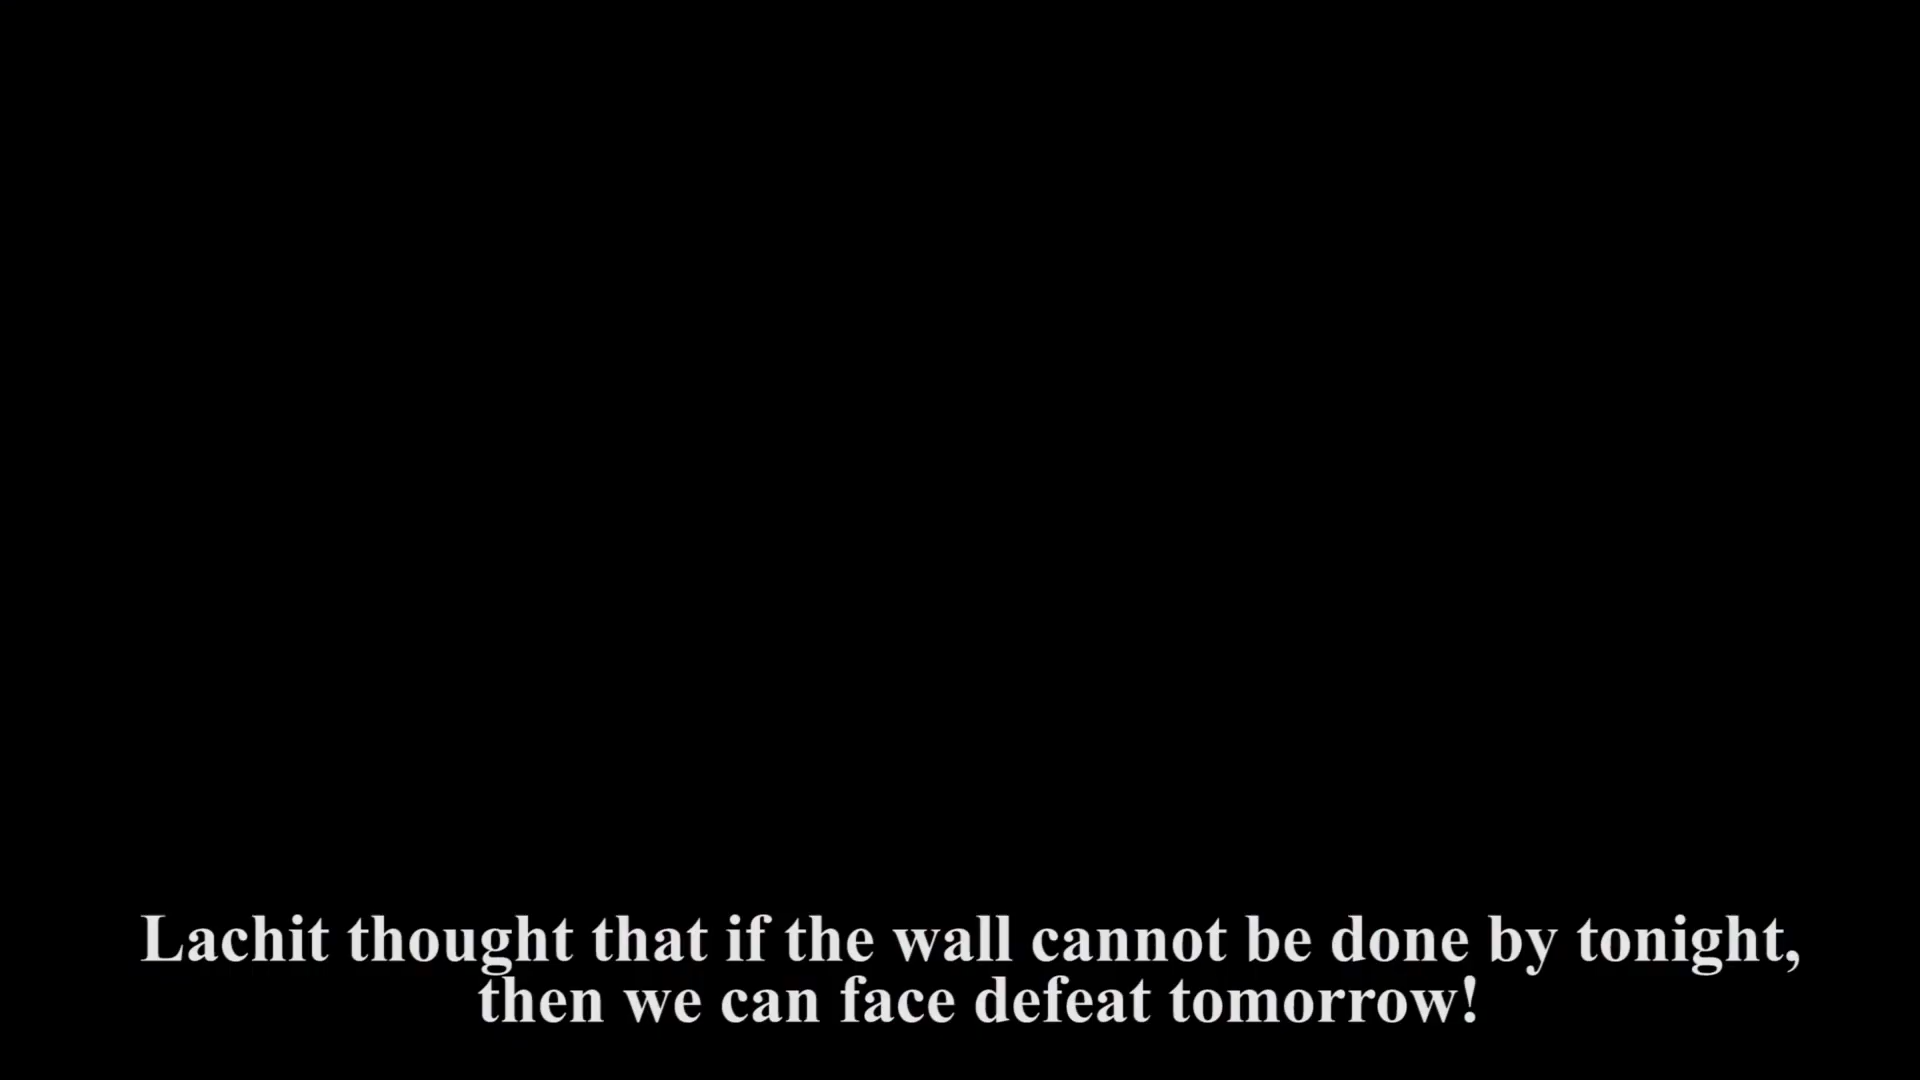 Lachit thought that if the wall cannot be done by tonight,
then we can face defeat tomorrow!